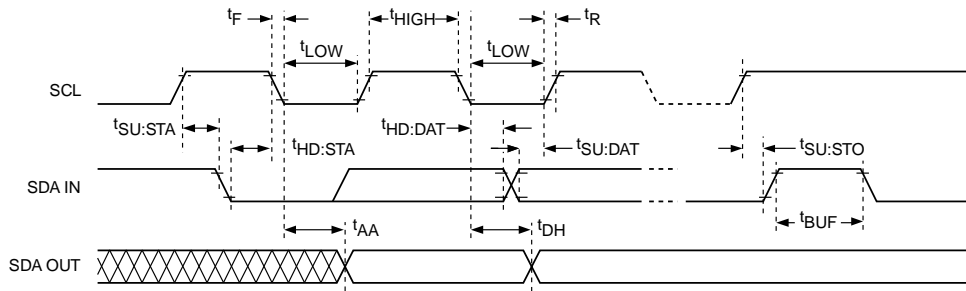 tF tHIGH tR
tLOW tLOW
SCL
tSU:STA tHD:STA tHD:DAT tSU:DAT tSU:STO
SDA IN
tAA tDH tBUF
SDA OUT